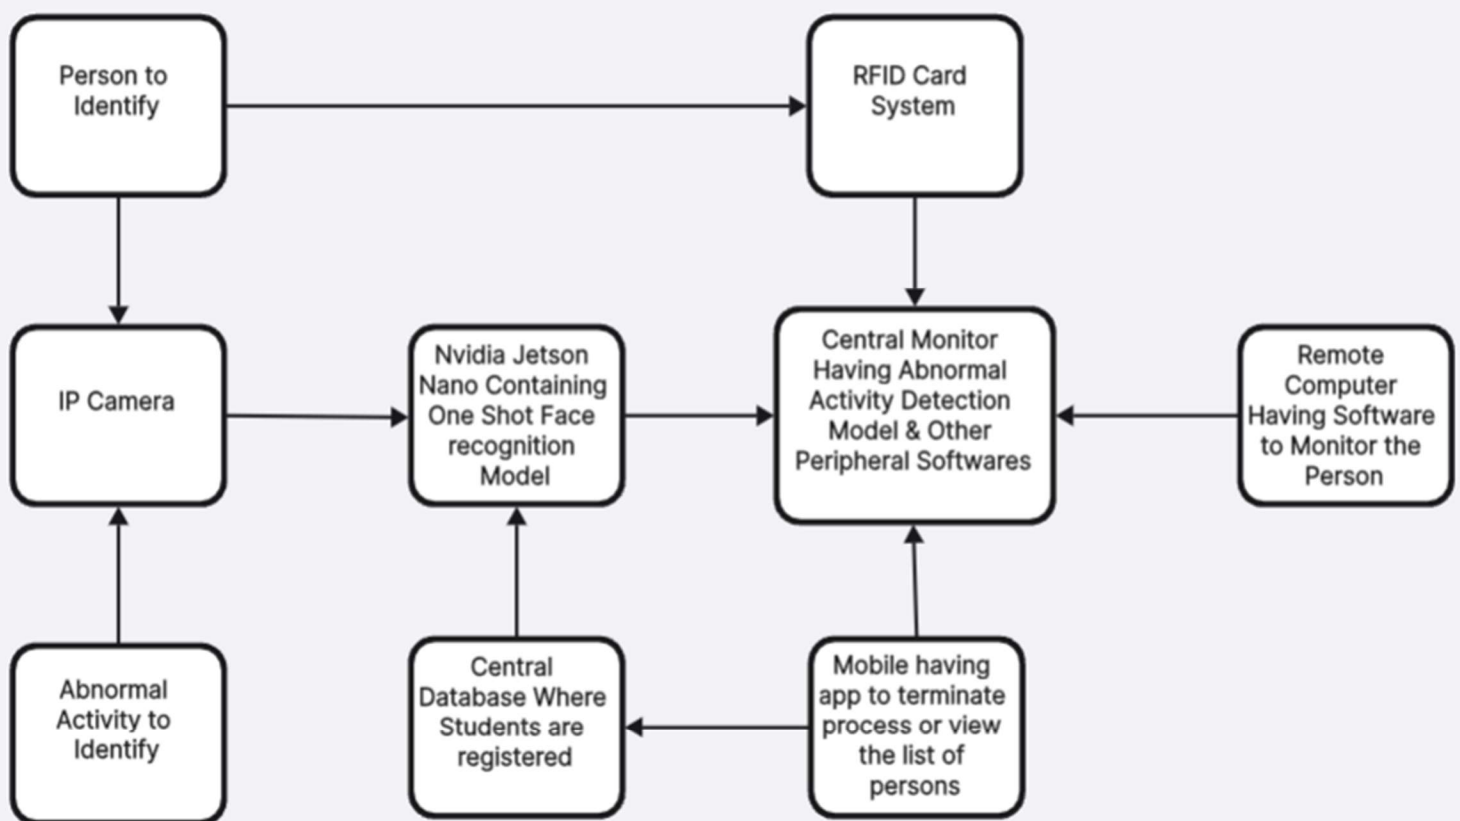 Person to
Identify
RFID Card
System
IP Camera
Nvidia Jetson
Nano Containing
One Shot Face
recognition
Model
Central Monitor
Having Abnormal
Activity Detection
Model & Other
Peripheral Softwares
Remote
Computer
Having Software
to Monitor the
Person
Abnormal
Activity to
Identify
Central
Database Where
Students are
registered
Mobile having
app to terminate
process or view
the list of
persons